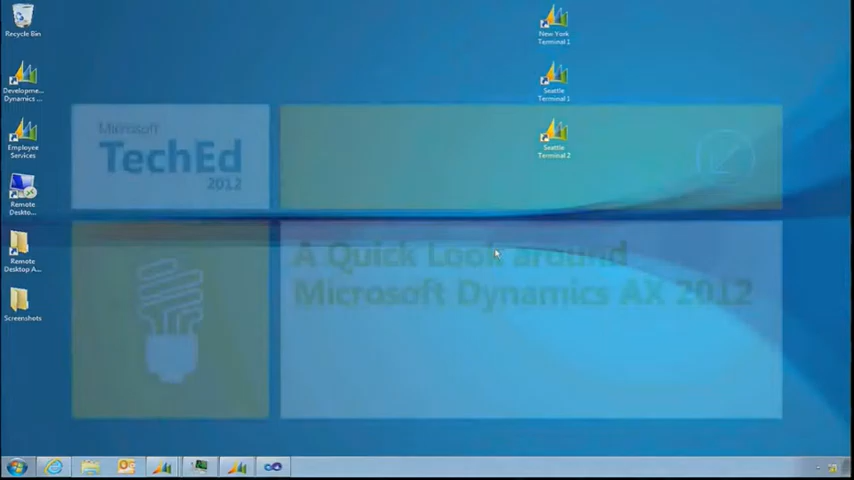 Recycle Bin
New York
Terminal 1
Developme...
Dynamics ...
Seattle
Terminal 1
Employee
Services
Seattle
Terminal 2
Microsoft
TechEd
2012
Remote
Deskto...
Remote
Desktop A...
Screenshots
A Quick Look around
Microsoft Dynamics AX 2012